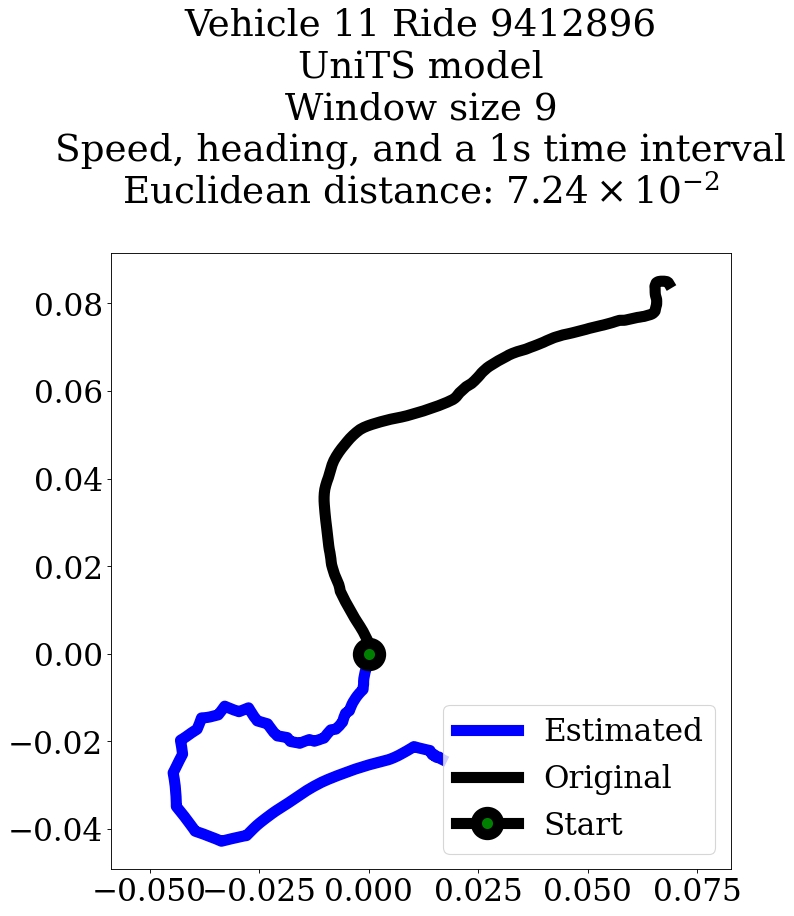 Vehicle 11 Ride 9412896
UniTS model
Window size 9
Speed, heading, and a 1s time interval
Euclidean distance: 7.24 × 10⁻²
0.08
0.06
0.04
0.02
0.00
−0.02
−0.04
Estimated
Original
Start
−0.050 −0.025 0.000 0.025 0.050 0.075